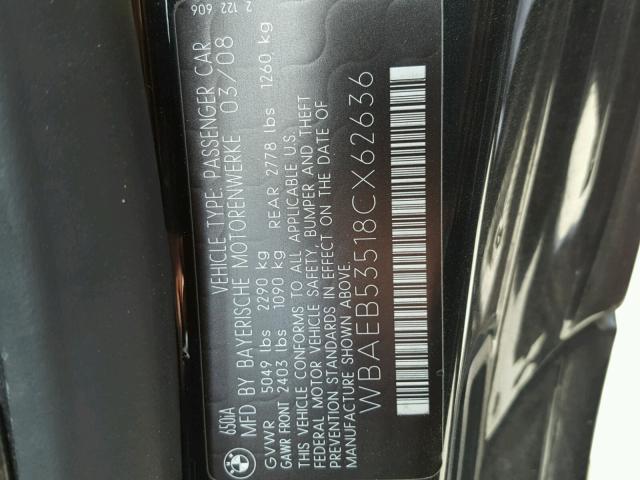 650iA
2 122 606
VEHICLE TYPE: PASSENGER CAR
MFD BY BAYERISCHE MOTORENWERKE 03/08
GVWR 5049 lbs 2290 kg
GAWR FRONT 2403 lbs 1090 kg REAR 2778 lbs 1260 kg
THIS VEHICLE CONFORMS TO ALL APPLICABLE U.S.
FEDERAL MOTOR VEHICLE SAFETY, BUMPER AND THEFT
PREVENTION STANDARDS IN EFFECT ON THE DATE OF
MANUFACTURE SHOWN ABOVE.
WBAEB53518CX62636